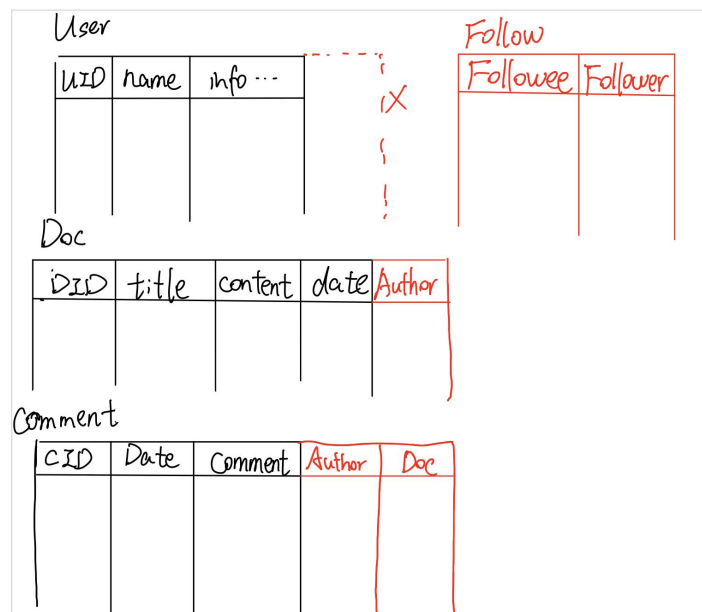 User
UID name info...
X
Follow
Followee Follower
Doc
DID title content date Author
Comment
CID Date Comment Author Doc